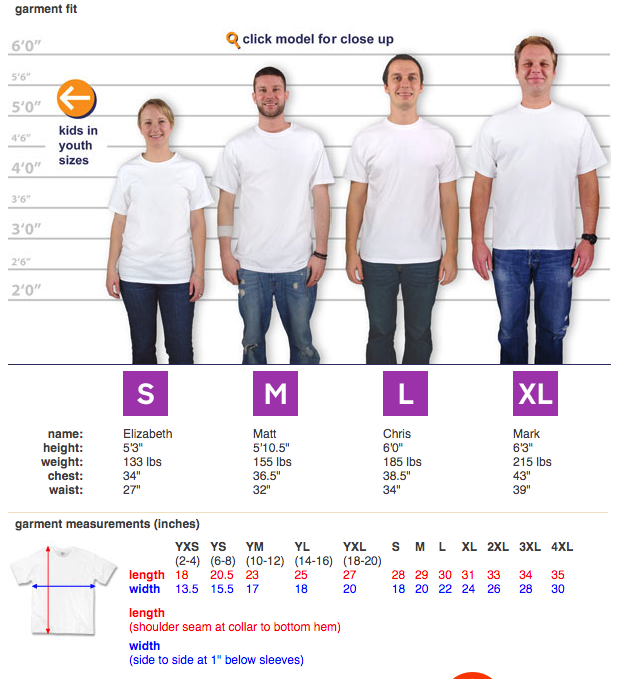 garment fit
click model for close up
6'0"
5'6"
5'0"
kids in
youth
sizes
4'6"
4'0"
3'6"
3'0"
2'6"
2'0"
S M L XL
name: Elizabeth Matt Chris Mark
height: 5'3" 5'10.5" 6'0" 6'3"
weight: 133 lbs 155 lbs 185 lbs 215 lbs
chest: 34" 36.5" 38.5" 43"
waist: 27" 32" 34" 39"
garment measurements (inches)
YXS YS YM YL YXL S M L XL 2XL 3XL 4XL
(2-4) (6-8) (10-12) (14-16) (18-20)
length 18 20.5 23 25 27 28 29 30 31 33 34 35
width 13.5 15.5 17 18 20 18 20 22 24 26 28 30
length
(shoulder seam at collar to bottom hem)
width
(side to side at 1" below sleeves)